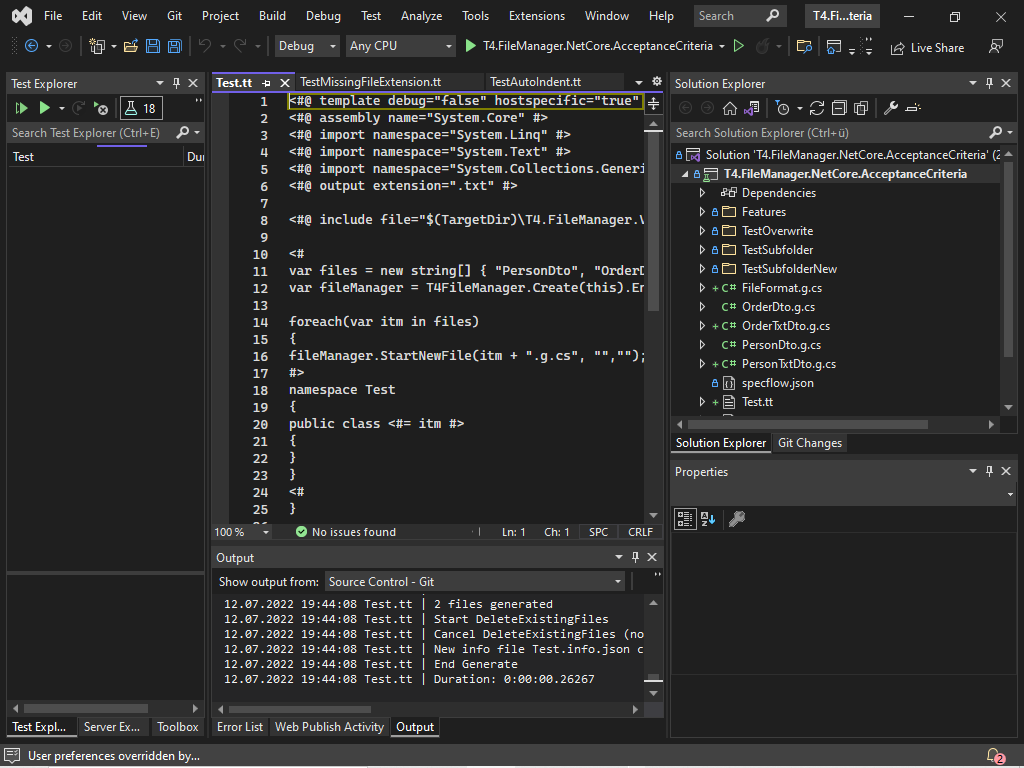 File Edit View Git Project Build Debug Test Analyze Tools Extensions Window Help Search T4.Fi...teria
Debug Any CPU T4.FileManager.NetCore.AcceptanceCriteria Live Share
Test Explorer
18
Search Test Explorer (Ctrl+E)
Test Dur
Test Expl... Server Ex... Toolbox
Test.tt TestMissingFileExtension.tt TestAutoIndent.tt
1 <#@ template debug="false" hostspecific="true"
2 <#@ assembly name="System.Core" #>
3 <#@ import namespace="System.Linq" #>
4 <#@ import namespace="System.Text" #>
5 <#@ import namespace="System.Collections.Generi
6 <#@ output extension=".txt" #>
7
8 <#@ include file="$(TargetDir)\T4.FileManager.V
9
10 <#
11 var files = new string[] { "PersonDto", "OrderD
12 var fileManager = T4FileManager.Create(this).En
13
14 foreach(var itm in files)
15 {
16 fileManager.StartNewFile(itm + ".g.cs", "","");
17 #>
18 namespace Test
19 {
20 public class <#= itm #>
21 {
22 }
23 }
24 <#
25 }
100 % No issues found Ln: 1 Ch: 1 SPC CRLF
Output
Show output from: Source Control - Git
12.07.2022 19:44:08 Test.tt | 2 files generated
12.07.2022 19:44:08 Test.tt | Start DeleteExistingFiles
12.07.2022 19:44:08 Test.tt | Cancel DeleteExistingFiles (no
12.07.2022 19:44:08 Test.tt | New info file Test.info.json c
12.07.2022 19:44:08 Test.tt | End Generate
12.07.2022 19:44:08 Test.tt | Duration: 0:00:00.26267
Error List Web Publish Activity Output
Solution Explorer
Search Solution Explorer (Ctrl+ü)
Solution 'T4.FileManager.NetCore.AcceptanceCriteria' (2
T4.FileManager.NetCore.AcceptanceCriteria
Dependencies
Features
TestOverwrite
TestSubfolder
TestSubfolderNew
+ C# FileFormat.g.cs
C# OrderDto.g.cs
+ C# OrderTxtDto.g.cs
C# PersonDto.g.cs
+ C# PersonTxtDto.g.cs
specflow.json
+ Test.tt
Solution Explorer Git Changes
Properties
User preferences overridden by... 2